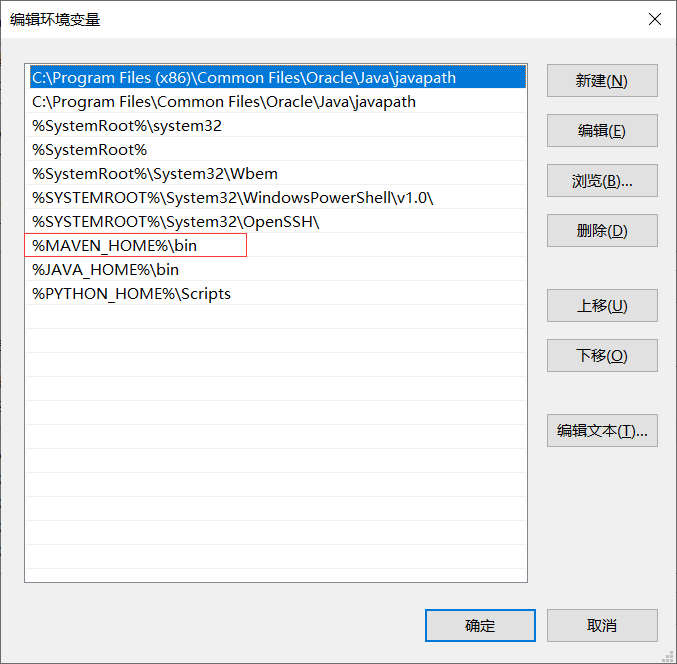 编辑环境变量
C:\Program Files (x86)\Common Files\Oracle\Java\javapath
C:\Program Files\Common Files\Oracle\Java\javapath
%SystemRoot%\system32
%SystemRoot%
%SystemRoot%\System32\Wbem
%SYSTEMROOT%\System32\WindowsPowerShell\v1.0\
%SYSTEMROOT%\System32\OpenSSH\
%MAVEN_HOME%\bin
%JAVA_HOME%\bin
%PYTHON_HOME%\Scripts
新建(N)
编辑(E)
浏览(B)...
删除(D)
上移(U)
下移(O)
编辑文本(T)...
确定
取消